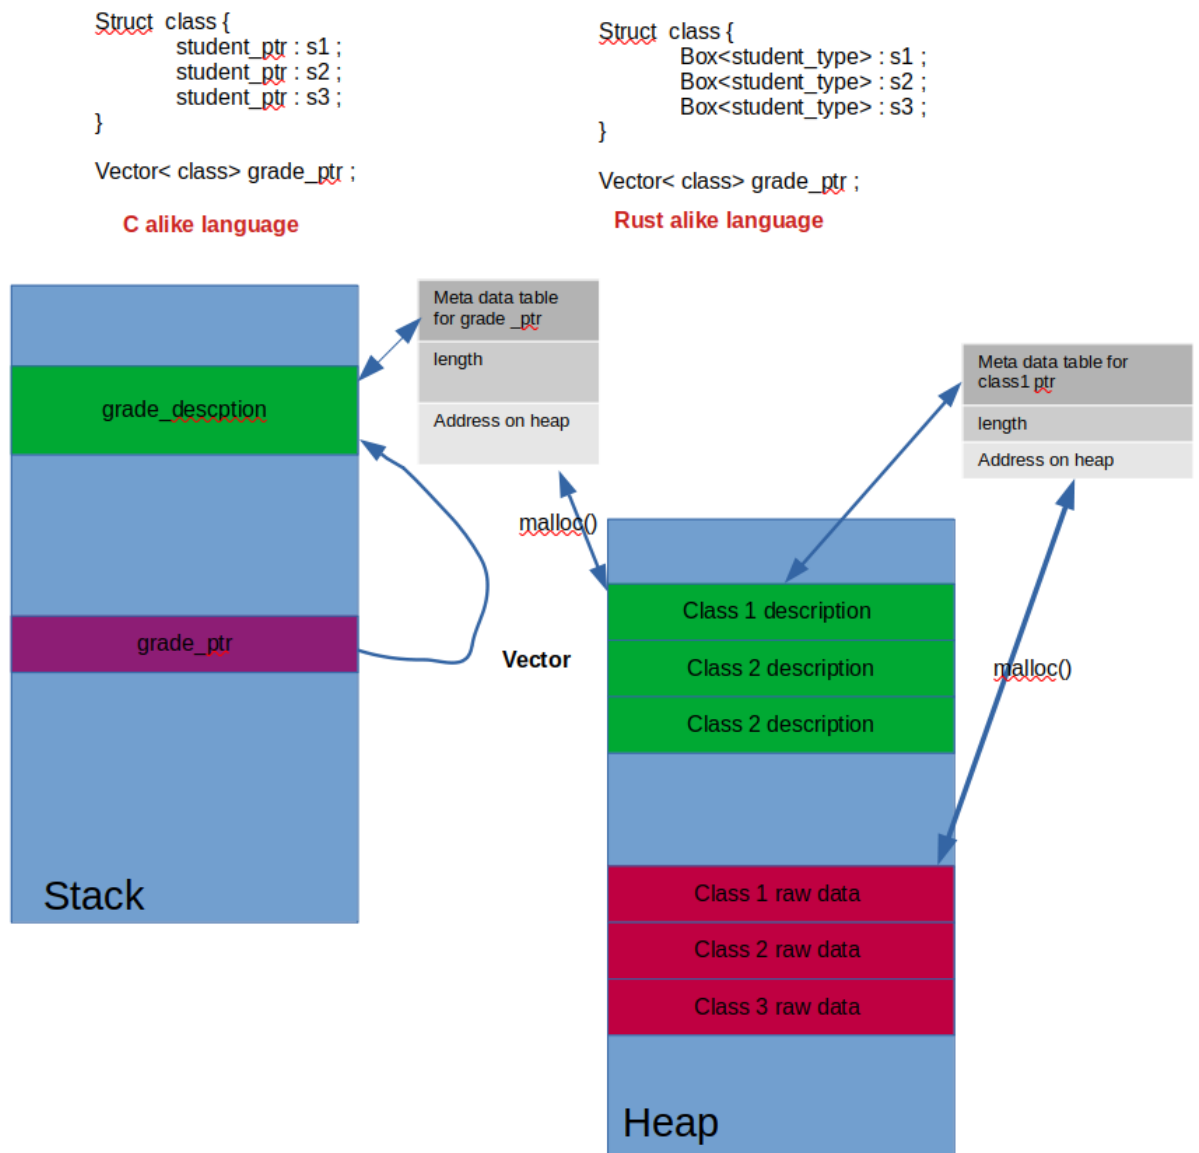 Struct class {
student_ptr : s1 ;
student_ptr : s2 ;
student_ptr : s3 ;
}
Vector< class> grade_ptr ;
C alike language
Struct class {
Box<student_type> : s1 ;
Box<student_type> : s2 ;
Box<student_type> : s3 ;
}
Vector< class> grade_ptr ;
Rust alike language
Meta data table
for grade _ptr
length
Address on heap
grade_descption
grade_ptr
Stack
malloc()
Vector
Meta data table for
class1 ptr
length
Address on heap
malloc()
Class 1 description
Class 2 description
Class 2 description
Class 1 raw data
Class 2 raw data
Class 3 raw data
Heap